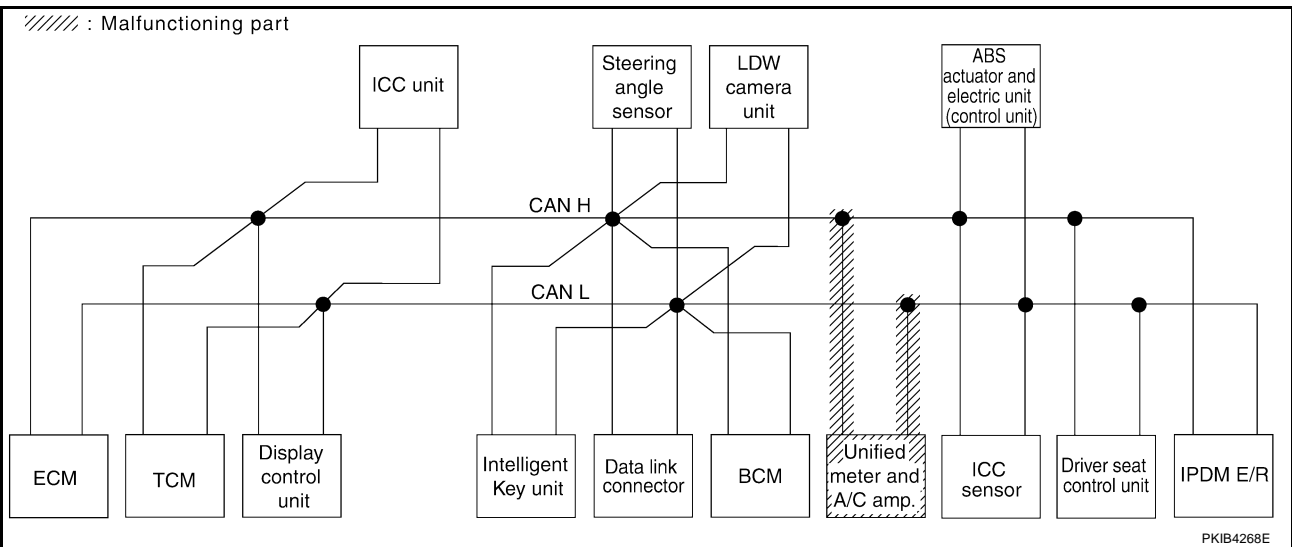 : Malfunctioning part
ICC unit
Steering
angle
sensor
LDW
camera
unit
ABS
actuator and
electric unit
(control unit)
CAN H
CAN L
ECM
TCM
Display
control
unit
Intelligent
Key unit
Data link
connector
BCM
Unified
meter and
A/C amp.
ICC
sensor
Driver seat
control unit
IPDM E/R
PKIB4268E